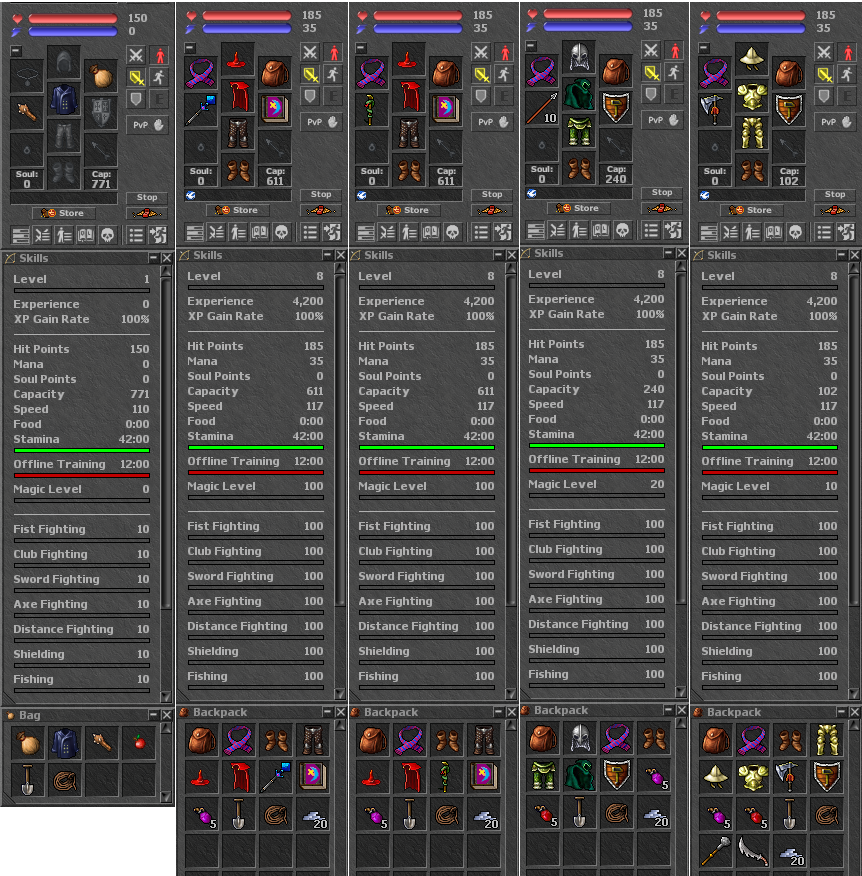 150
0
Soul:
0
Cap:
771
PvP
Stop
Store
Skills
Level 1
Experience 0
XP Gain Rate 100%
Hit Points 150
Mana 0
Soul Points 0
Capacity 771
Speed 110
Food 0:00
Stamina 42:00
Offline Training 12:00
Magic Level 0
Fist Fighting 10
Club Fighting 10
Sword Fighting 10
Axe Fighting 10
Distance Fighting 10
Shielding 10
Fishing 10
Bag
185
35
Soul:
0
Cap:
611
PvP
Stop
Store
Skills
Level 8
Experience 4,200
XP Gain Rate 100%
Hit Points 185
Mana 35
Soul Points 0
Capacity 611
Speed 117
Food 0:00
Stamina 42:00
Offline Training 12:00
Magic Level 100
Fist Fighting 100
Club Fighting 100
Sword Fighting 100
Axe Fighting 100
Distance Fighting 100
Shielding 100
Fishing 100
Backpack
5
20
185
35
Soul:
0
Cap:
611
PvP
Stop
Store
Skills
Level 8
Experience 4,200
XP Gain Rate 100%
Hit Points 185
Mana 35
Soul Points 0
Capacity 611
Speed 117
Food 0:00
Stamina 42:00
Offline Training 12:00
Magic Level 100
Fist Fighting 100
Club Fighting 100
Sword Fighting 100
Axe Fighting 100
Distance Fighting 100
Shielding 100
Fishing 100
Backpack
5
20
185
35
10
Soul:
0
Cap:
240
PvP
Stop
Store
Skills
Level 8
Experience 4,200
XP Gain Rate 100%
Hit Points 185
Mana 35
Soul Points 0
Capacity 240
Speed 117
Food 0:00
Stamina 42:00
Offline Training 12:00
Magic Level 20
Fist Fighting 100
Club Fighting 100
Sword Fighting 100
Axe Fighting 100
Distance Fighting 100
Shielding 100
Fishing 100
Backpack
5
5
20
185
35
Soul:
0
Cap:
102
PvP
Stop
Store
Skills
Level 8
Experience 4,200
XP Gain Rate 100%
Hit Points 185
Mana 35
Soul Points 0
Capacity 102
Speed 117
Food 0:00
Stamina 42:00
Offline Training 12:00
Magic Level 10
Fist Fighting 100
Club Fighting 100
Sword Fighting 100
Axe Fighting 100
Distance Fighting 100
Shielding 100
Fishing 100
Backpack
5
5
20